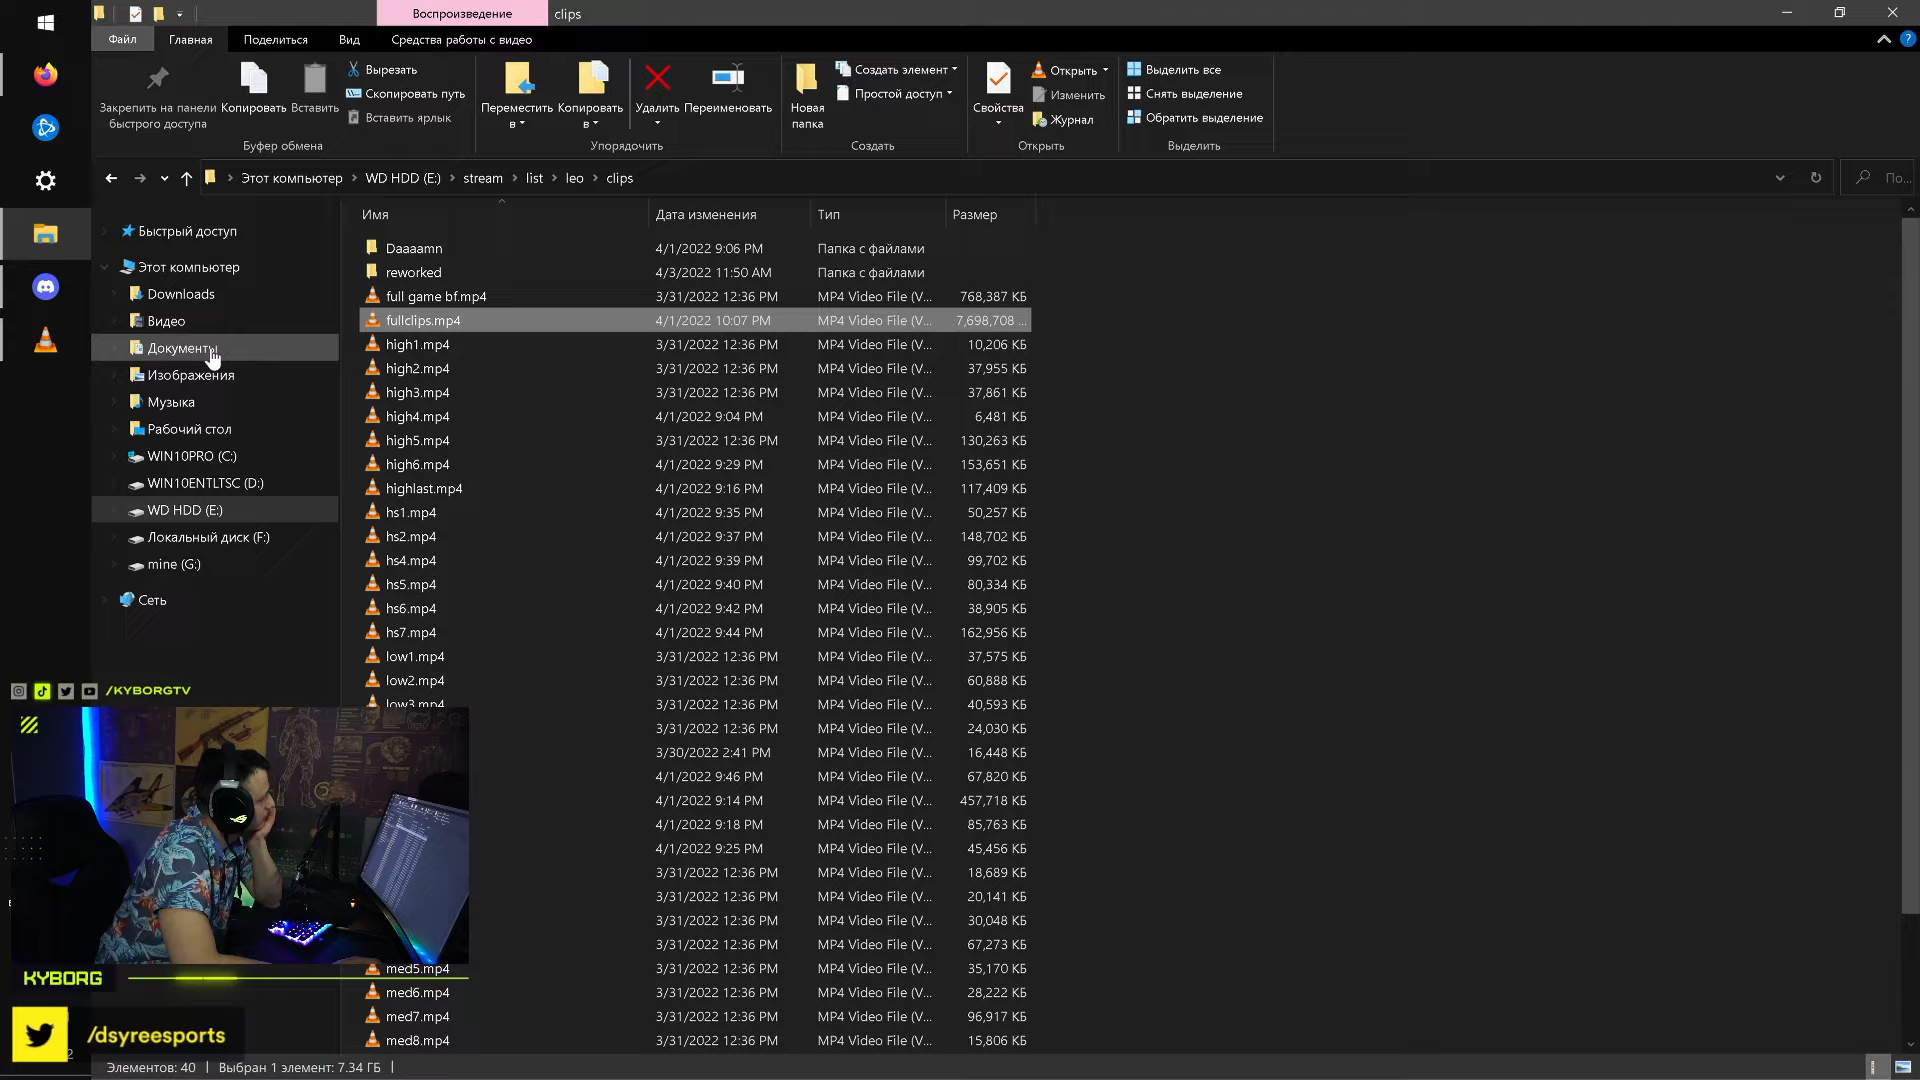 Воспроизведение
clips
Файл
Главная
Поделиться
Вид
Средства работы с видео
Закрепить на панели быстрого доступа
Копировать
Вставить
Вырезать
Скопировать путь
Вставить ярлык
Буфер обмена
Переместить в
Копировать в
Удалить
Переименовать
Упорядочить
Новая папка
Создать элемент
Простой доступ
Создать
Свойства
Открыть
Изменить
Журнал
Открыть
Выделить все
Снять выделение
Обратить выделение
Выделить
Этот компьютер > WD HDD (E:) > stream > list > leo > clips
По...
Быстрый доступ
Этот компьютер
Downloads
Видео
Документы
Изображения
Музыка
Рабочий стол
WIN10PRO (C:)
WIN10ENTLTSC (D:)
WD HDD (E:)
Локальный диск (F:)
mine (G:)
Сеть
Имя Дата изменения Тип Размер
Daaaamn 4/1/2022 9:06 PM Папка с файлами
reworked 4/3/2022 11:50 AM Папка с файлами
full game bf.mp4 3/31/2022 12:36 PM MP4 Video File (V... 768,387 КБ
fullclips.mp4 4/1/2022 10:07 PM MP4 Video File (V... 7,698,708 ...
high1.mp4 3/31/2022 12:36 PM MP4 Video File (V... 10,206 КБ
high2.mp4 3/31/2022 12:36 PM MP4 Video File (V... 37,955 КБ
high3.mp4 3/31/2022 12:36 PM MP4 Video File (V... 37,861 КБ
high4.mp4 4/1/2022 9:04 PM MP4 Video File (V... 6,481 КБ
high5.mp4 3/31/2022 12:36 PM MP4 Video File (V... 130,263 КБ
high6.mp4 4/1/2022 9:29 PM MP4 Video File (V... 153,651 КБ
highlast.mp4 4/1/2022 9:16 PM MP4 Video File (V... 117,409 КБ
hs1.mp4 4/1/2022 9:35 PM MP4 Video File (V... 50,257 КБ
hs2.mp4 4/1/2022 9:37 PM MP4 Video File (V... 148,702 КБ
hs4.mp4 4/1/2022 9:39 PM MP4 Video File (V... 99,702 КБ
hs5.mp4 4/1/2022 9:40 PM MP4 Video File (V... 80,334 КБ
hs6.mp4 4/1/2022 9:42 PM MP4 Video File (V... 38,905 КБ
hs7.mp4 4/1/2022 9:44 PM MP4 Video File (V... 162,956 КБ
low1.mp4 3/31/2022 12:36 PM MP4 Video File (V... 37,575 КБ
low2.mp4 3/31/2022 12:36 PM MP4 Video File (V... 60,888 КБ
low3.mp4 3/31/2022 12:36 PM MP4 Video File (V... 40,593 КБ
3/31/2022 12:36 PM MP4 Video File (V... 24,030 КБ
3/30/2022 2:41 PM MP4 Video File (V... 16,448 КБ
4/1/2022 9:46 PM MP4 Video File (V... 67,820 КБ
4/1/2022 9:14 PM MP4 Video File (V... 457,718 КБ
4/1/2022 9:18 PM MP4 Video File (V... 85,763 КБ
4/1/2022 9:25 PM MP4 Video File (V... 45,456 КБ
3/31/2022 12:36 PM MP4 Video File (V... 18,689 КБ
3/31/2022 12:36 PM MP4 Video File (V... 20,141 КБ
3/31/2022 12:36 PM MP4 Video File (V... 30,048 КБ
3/31/2022 12:36 PM MP4 Video File (V... 67,273 КБ
med5.mp4 3/31/2022 12:36 PM MP4 Video File (V... 35,170 КБ
med6.mp4 3/31/2022 12:36 PM MP4 Video File (V... 28,222 КБ
med7.mp4 3/31/2022 12:36 PM MP4 Video File (V... 96,917 КБ
med8.mp4 3/31/2022 12:36 PM MP4 Video File (V... 15,806 КБ
/KYBORGTV
KYBORG
/dsyreesports
Элементов: 40 | Выбран 1 элемент: 7.34 ГБ |